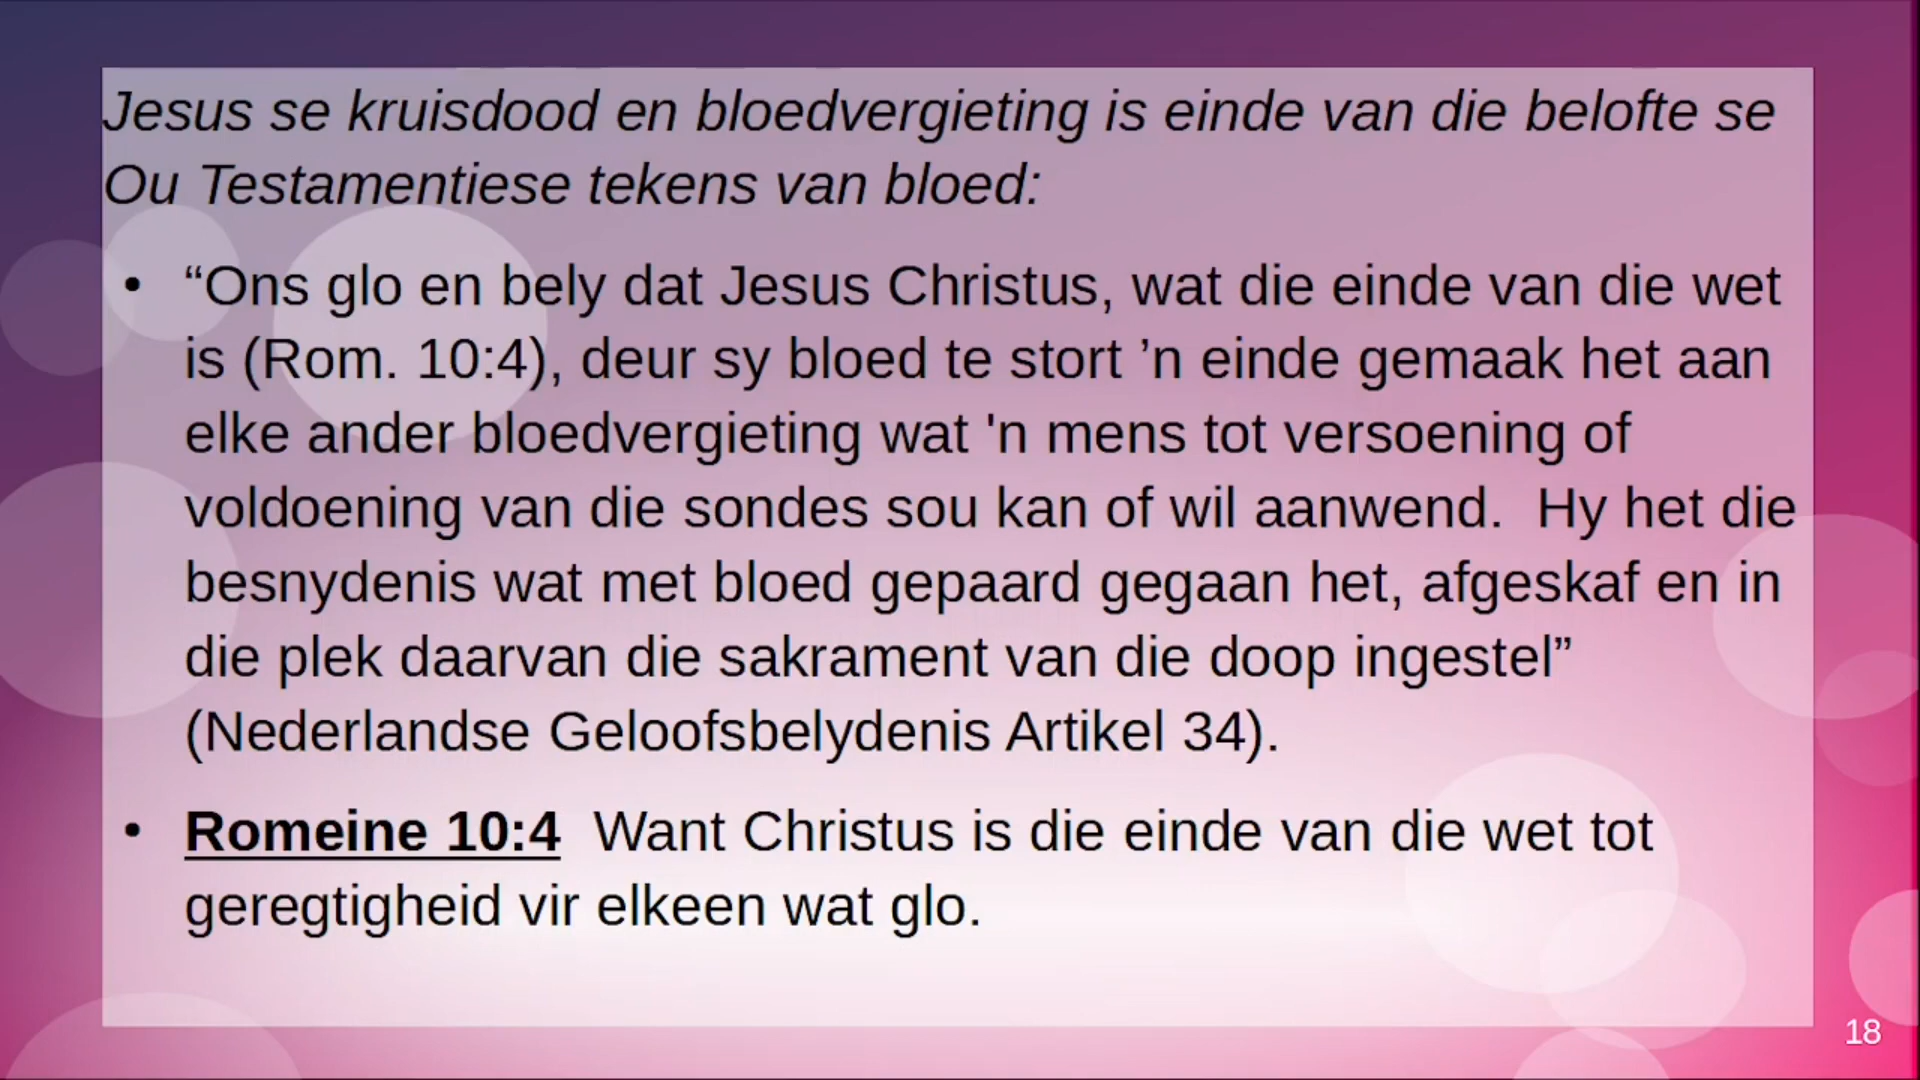 Jesus se kruisdood en bloedvergieting is einde van die belofte se
Ou Testamentiese tekens van bloed:
• “Ons glo en bely dat Jesus Christus, wat die einde van die wet
is (Rom. 10:4), deur sy bloed te stort ’n einde gemaak het aan
elke ander bloedvergieting wat 'n mens tot versoening of
voldoening van die sondes sou kan of wil aanwend.  Hy het die
besnydenis wat met bloed gepaard gegaan het, afgeskaf en in
die plek daarvan die sakrament van die doop ingestel”
(Nederlandse Geloofsbelydenis Artikel 34).
• Romeine 10:4  Want Christus is die einde van die wet tot
geregtigheid vir elkeen wat glo.
18